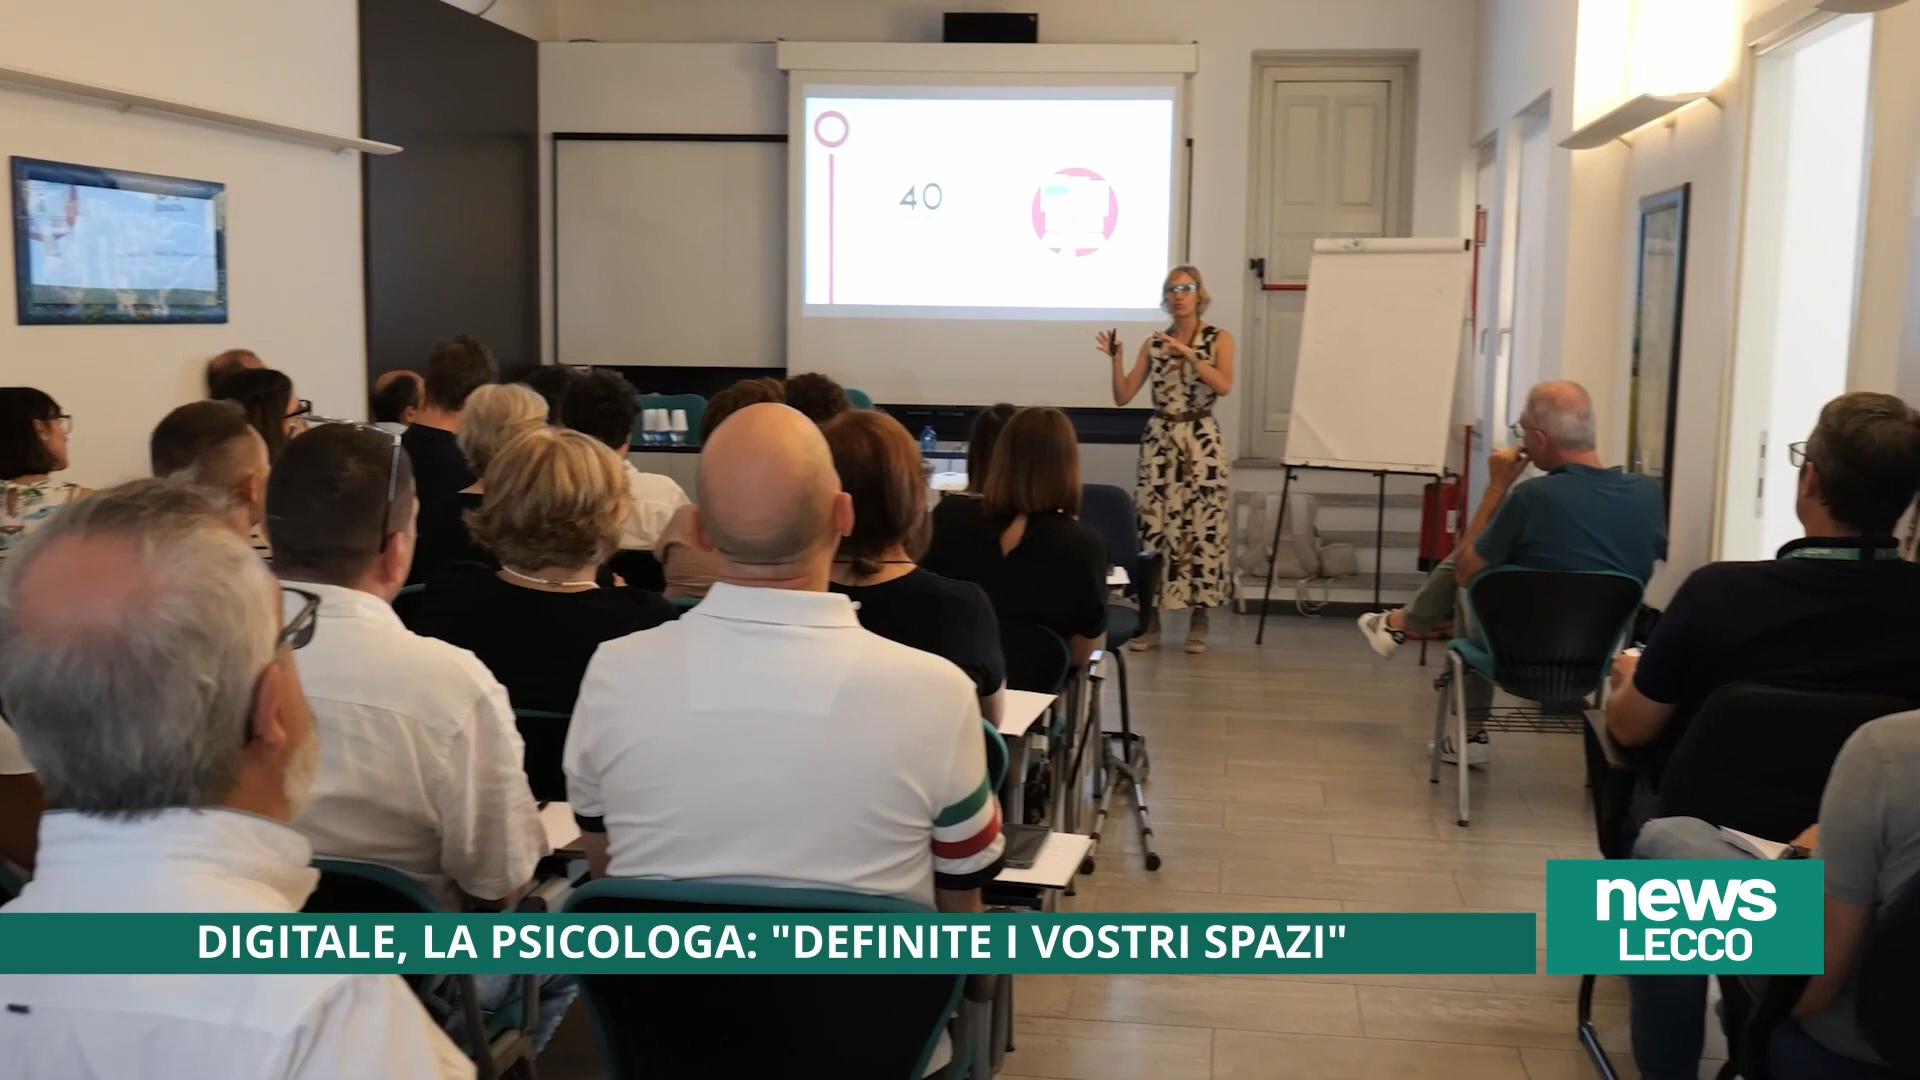 40
DIGITALE, LA PSICOLOGA: "DEFINITE I VOSTRI SPAZI"
news
LECCO